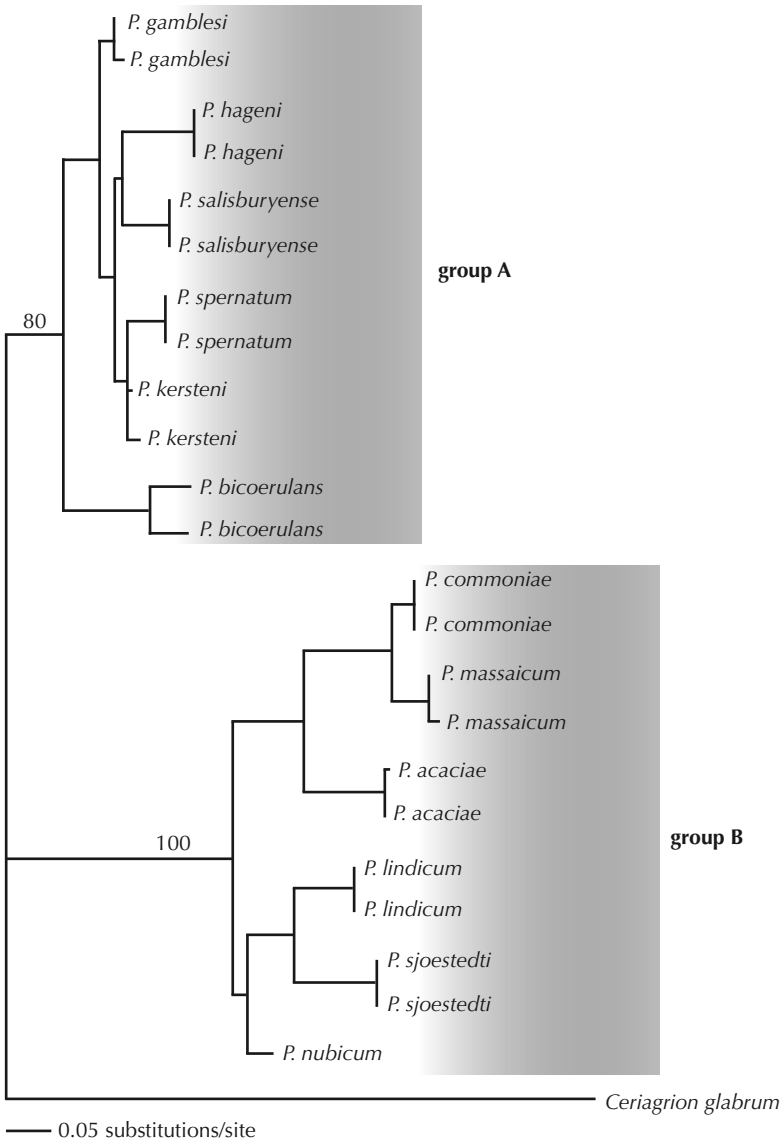 P. gamblesi
P. gamblesi
P. hageni
P. hageni
P. salisburyense
P. salisburyense
group A
P. spernatum
P. spernatum
80
P. kersteni
P. kersteni
P. bicoerulans
P. bicoerulans
P. commoniae
P. commoniae
P. massaicum
P. massaicum
P. acaciae
P. acaciae
group B
100
P. lindicum
P. lindicum
P. sjoestedti
P. sjoestedti
P. nubicum
Ceriagrion glabrum
0.05 substitutions/site